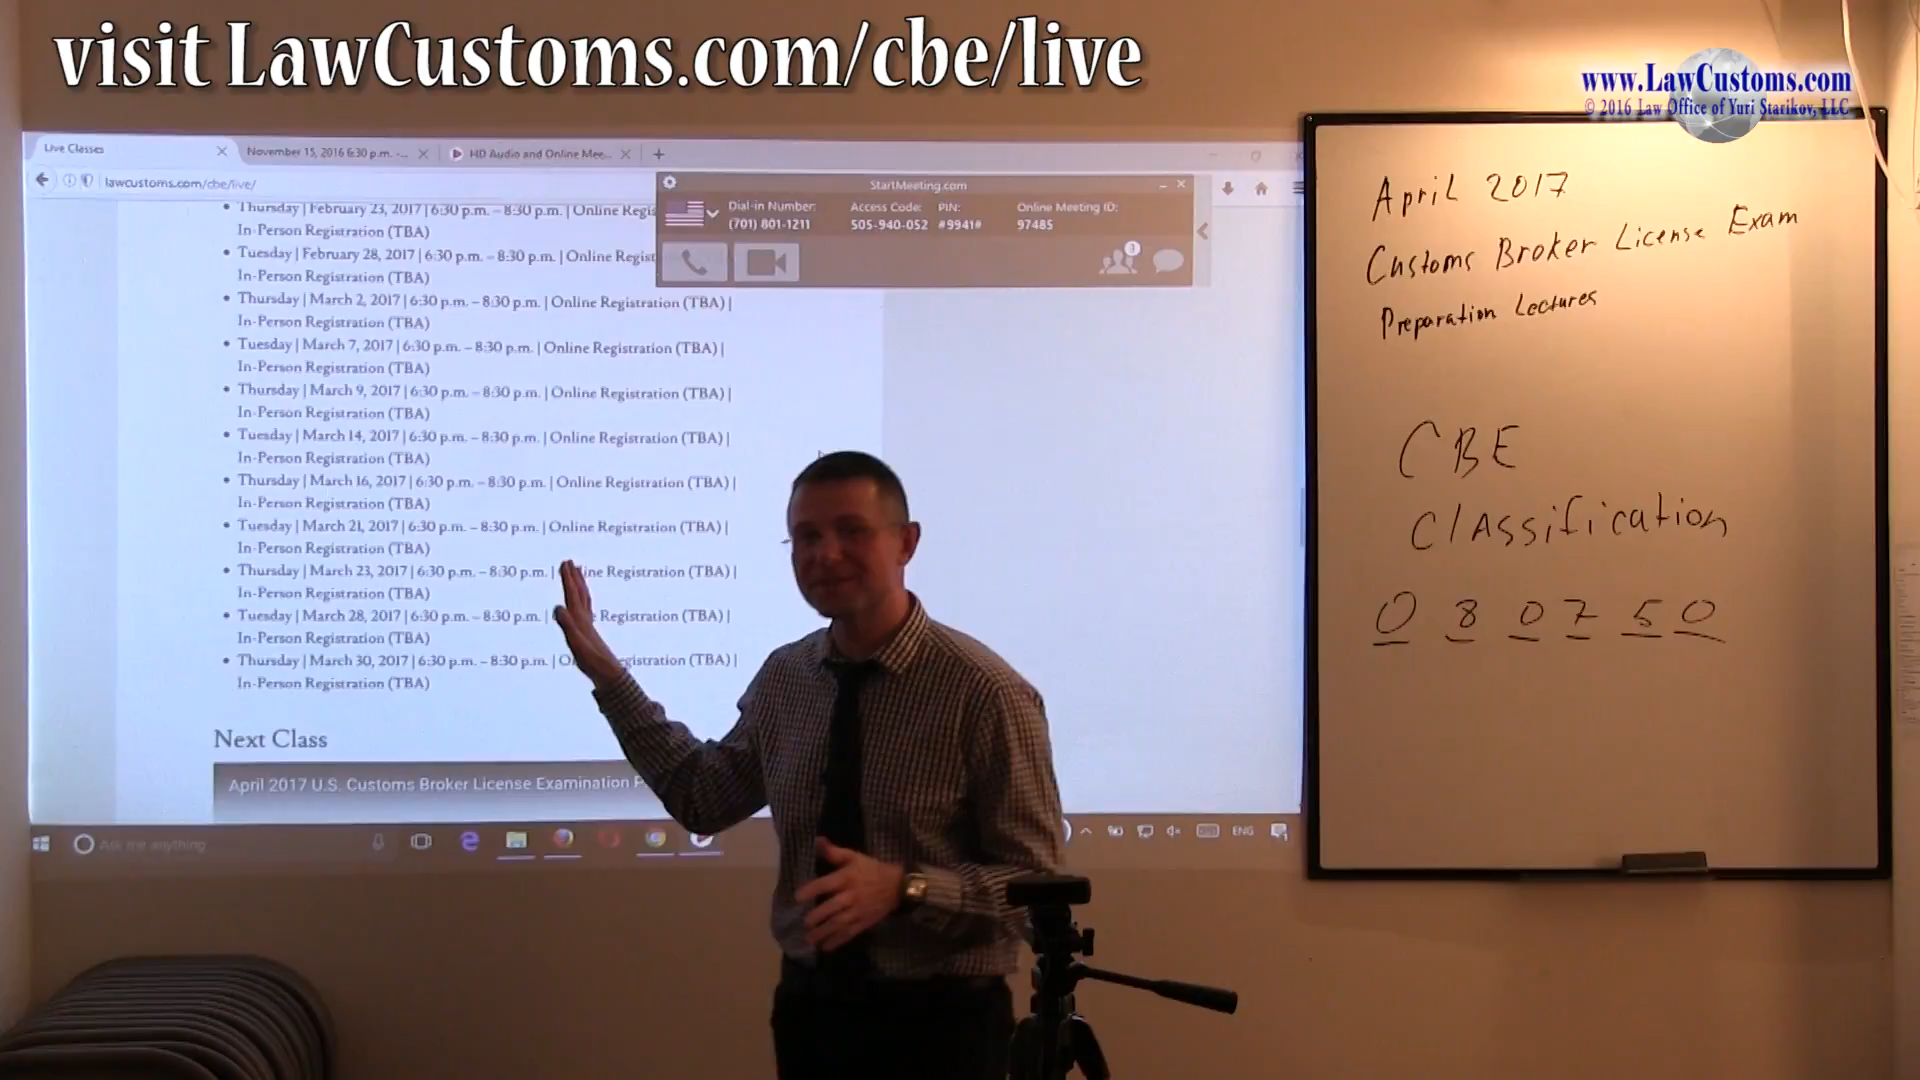 visit LawCustoms.com/cbe/live
www.LawCustoms.com
© 2016 Law Office of Yuri Starikov, LLC
Live Classes
November 15, 2016 6:30 p.m. -...
HD Audio and Online Mee...
lawcustoms.com/cbe/live/
StartMeeting.com
Dial-in Number:
(701) 801-1211
Access Code:
505-940-052
PIN:
#9941#
Online Meeting ID:
97485
3
Thursday | February 23, 2017 | 6:30 p.m. – 8:30 p.m. | Online Regis
In-Person Registration (TBA)
Tuesday | February 28, 2017 | 6:30 p.m. – 8:30 p.m. | Online Regist
In-Person Registration (TBA)
Thursday | March 2, 2017 | 6:30 p.m. – 8:30 p.m. | Online Registration (TBA) |
In-Person Registration (TBA)
Tuesday | March 7, 2017 | 6:30 p.m. – 8:30 p.m. | Online Registration (TBA) |
In-Person Registration (TBA)
Thursday | March 9, 2017 | 6:30 p.m. – 8:30 p.m. | Online Registration (TBA) |
In-Person Registration (TBA)
Tuesday | March 14, 2017 | 6:30 p.m. – 8:30 p.m. | Online Registration (TBA) |
In-Person Registration (TBA)
Thursday | March 16, 2017 | 6:30 p.m. – 8:30 p.m. | Online Registration (TBA) |
In-Person Registration (TBA)
Tuesday | March 21, 2017 | 6:30 p.m. – 8:30 p.m. | Online Registration (TBA) |
In-Person Registration (TBA)
Thursday | March 23, 2017 | 6:30 p.m. – 8:30 p.m. | Online Registration (TBA) |
In-Person Registration (TBA)
Tuesday | March 28, 2017 | 6:30 p.m. – 8:30 p.m. | Registration (TBA) |
In-Person Registration (TBA)
Thursday | March 30, 2017 | 6:30 p.m. – 8:30 p.m. | Registration (TBA) |
In-Person Registration (TBA)
Next Class
April 2017 U.S. Customs Broker License Examination P
Ask me anything
ENG
April 2017
Customs Broker License Exam
Preparation Lectures
CBE
Classification
0 8 0 7 5 0